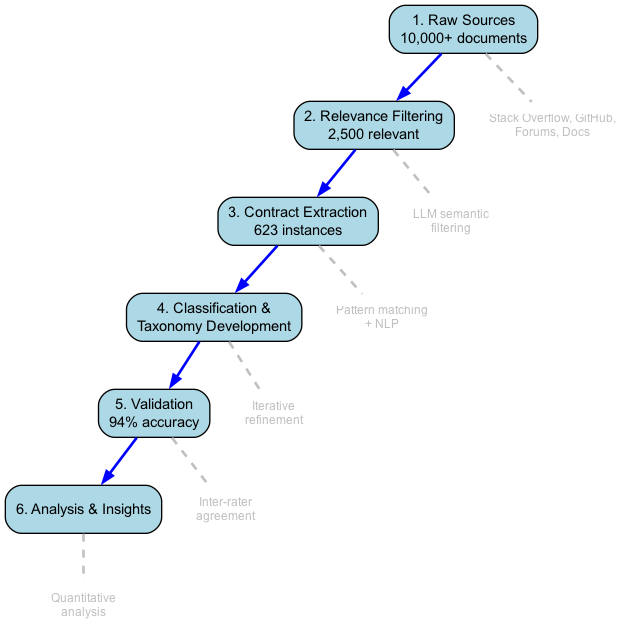 1. Raw Sources
10,000+ documents
Stack Overflow, GitHub,
Forums, Docs
2. Relevance Filtering
2,500 relevant
LLM semantic
filtering
3. Contract Extraction
623 instances
Pattern matching
+ NLP
4. Classification &
Taxonomy Development
Iterative
refinement
5. Validation
94% accuracy
Inter-rater
agreement
6. Analysis & Insights
Quantitative
analysis